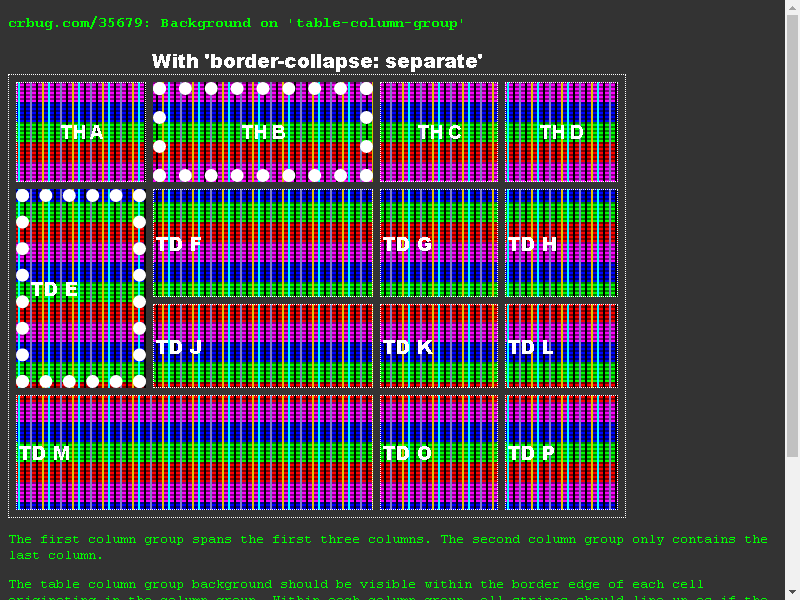 crbug.com/35679: Background on 'table-column-group'
With 'border-collapse: separate'
TH A TH B TH C TH D
TD F TD G TD H
TD E
TD J TD K TD L
TD M TD O TD P
The first column group spans the first three columns. The second column group only contains the
last column.
The table column group background should be visible within the border edge of each cell
originating in the column group. Within each column group, all stripes should line up as if the